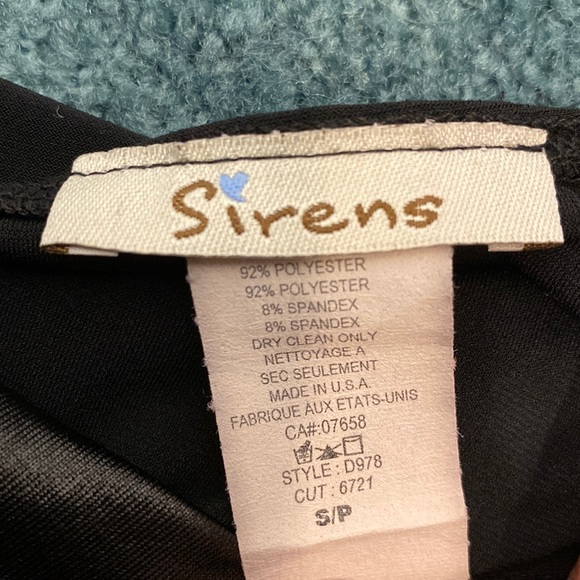 Sirens
92% POLYESTER
92% POLYESTER
8% SPANDEX
8% SPANDEX
DRY CLEAN ONLY
NETTOYAGE A
SEC SEULEMENT
MADE IN U.S.A.
FABRIQUE AUX ETATS-UNIS
CA#:07658
STYLE : D978
CUT : 6721
S/P